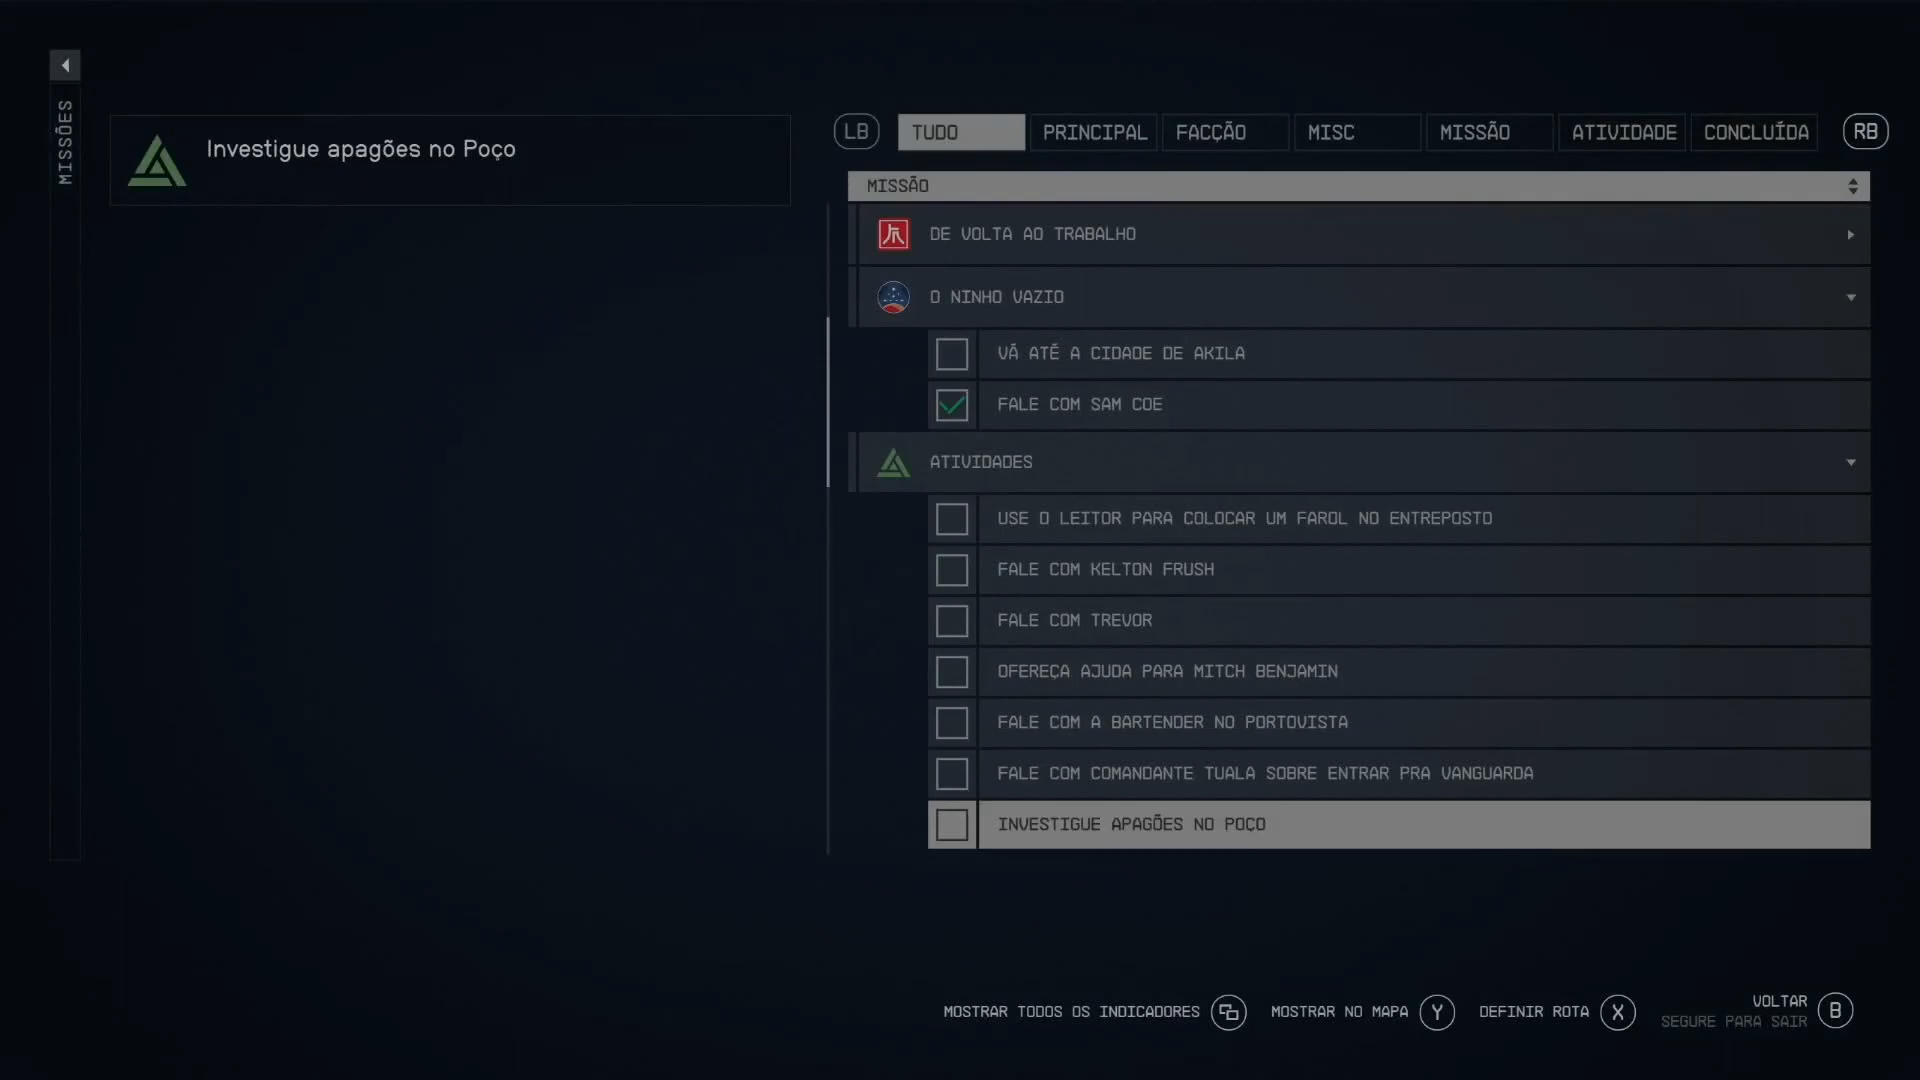 MISSÕES
Investigue apagões no Poço
LB
TUDO
PRINCIPAL
FACÇÃO
MISC
MISSÃO
ATIVIDADE
CONCLUÍDA
RB
MISSÃO
DE VOLTA AO TRABALHO
O NINHO VAZIO
VÁ ATÉ A CIDADE DE AKILA
FALE COM SAM COE
ATIVIDADES
USE O LEITOR PARA COLOCAR UM FAROL NO ENTREPOSTO
FALE COM KELTON FRUSH
FALE COM TREVOR
OFEREÇA AJUDA PARA MITCH BENJAMIN
FALE COM A BARTENDER NO PORTOVISTA
FALE COM COMANDANTE TUALA SOBRE ENTRAR PRA VANGUARDA
INVESTIGUE APAGÕES NO POÇO
MOSTRAR TODOS OS INDICADORES
MOSTRAR NO MAPA Y
DEFINIR ROTA X
VOLTAR B
SEGURE PARA SAIR